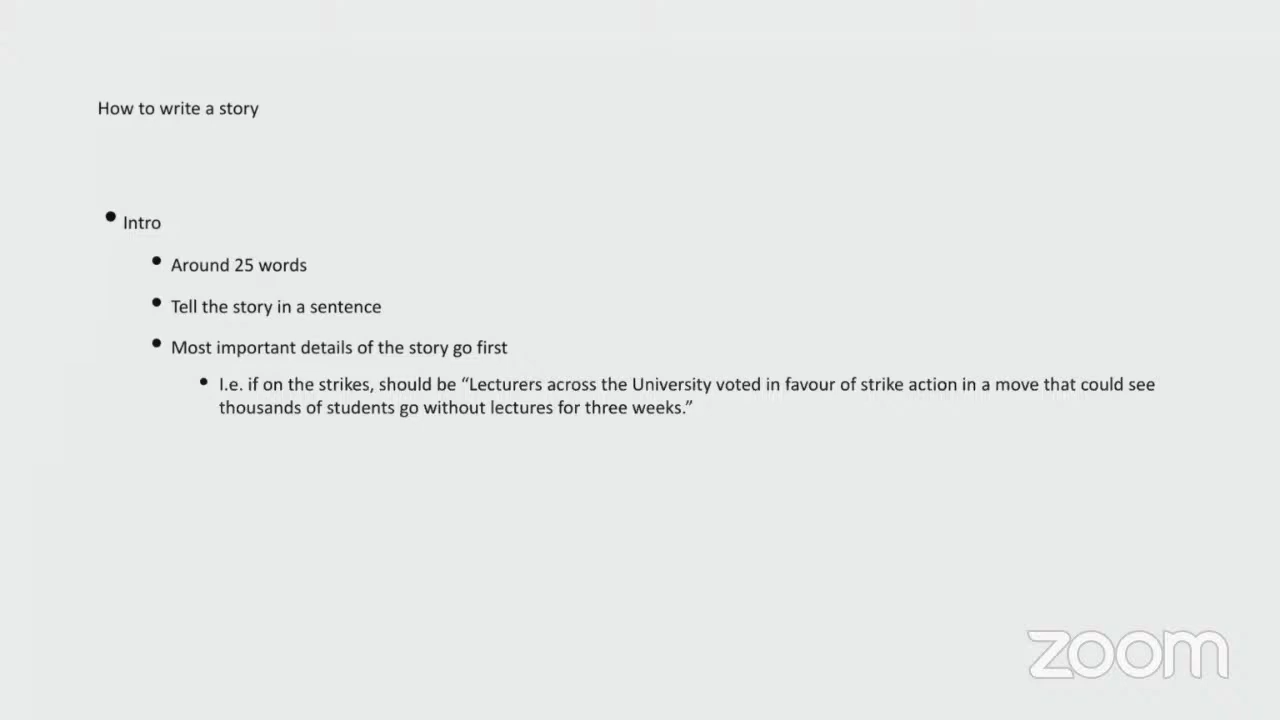 How to write a story
• Intro
• Around 25 words
• Tell the story in a sentence
• Most important details of the story go first
• I.e. if on the strikes, should be “Lecturers across the University voted in favour of strike action in a move that could see
thousands of students go without lectures for three weeks.”
zoom